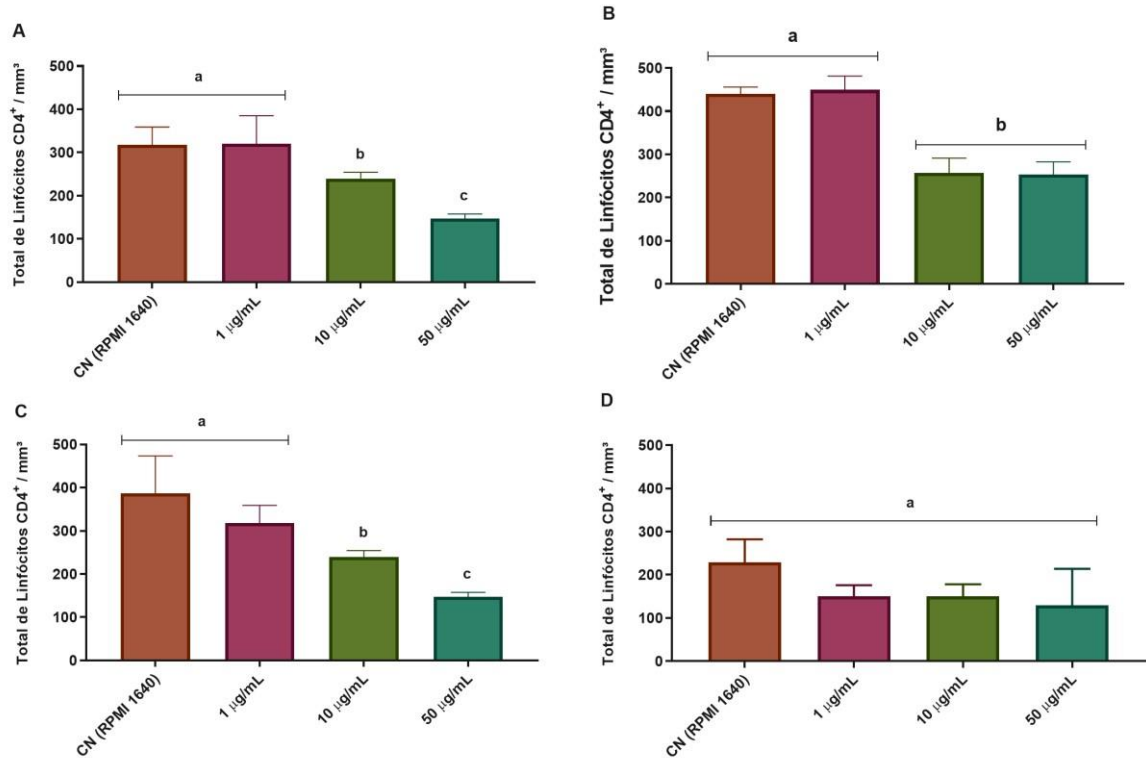 A
Total de Linfócitos CD4⁺ / mm³
500
400
300
200
100
0
a
b
c
CN (RPMI 1640)
1 μg/mL
10 μg/mL
50 μg/mL
B
Total de Linfócitos CD4⁺ / mm³
500
400
300
200
100
0
a
b
CN (RPMI 1640)
1 μg/mL
10 μg/mL
50 μg/mL
C
Total de Linfócitos CD4⁺ / mm³
500
400
300
200
100
0
a
b
c
CN (RPMI 1640)
1 μg/mL
10 μg/mL
50 μg/mL
D
Total de Linfócitos CD4⁺ / mm³
500
400
300
200
100
0
a
CN (RPMI 1640)
1 μg/mL
10 μg/mL
50 μg/mL